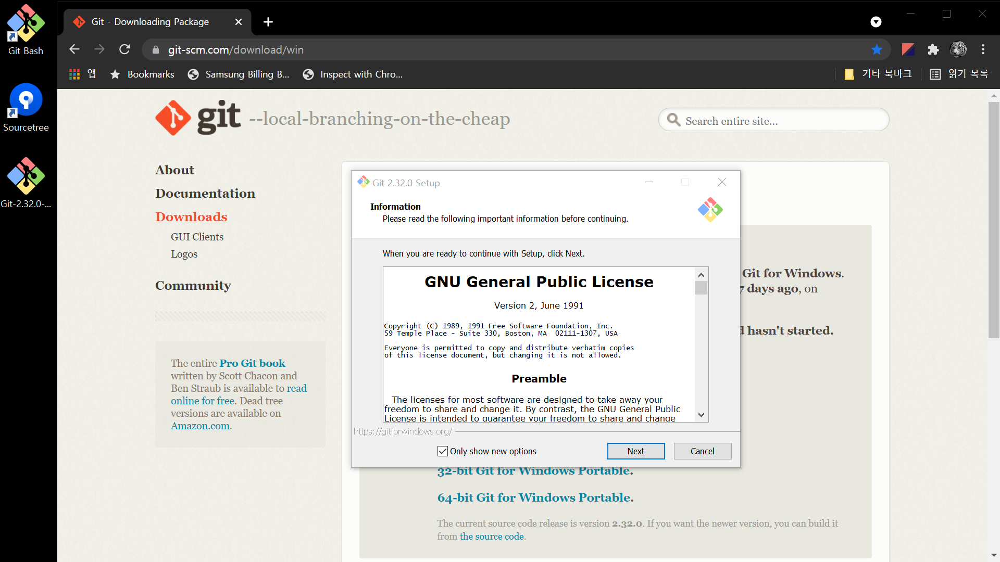 Git Bash
Sourcetree
Git-2.32.0-...
Git - Downloading Package
git-scm.com/download/win
앱
Bookmarks
Samsung Billing B...
Inspect with Chro...
기타 북마크
읽기 목록
git --local-branching-on-the-cheap
Search entire site...
About
Documentation
Downloads
GUI Clients
Logos
Community
The entire Pro Git book
written by Scott Chacon and
Ben Straub is available to read
online for free. Dead tree
versions are available on
Amazon.com.
Git 2.32.0 Setup
Information
Please read the following important information before continuing.
When you are ready to continue with Setup, click Next.
GNU General Public License
Version 2, June 1991
Copyright (C) 1989, 1991 Free Software Foundation, Inc.
59 Temple Place - Suite 330, Boston, MA  02111-1307, USA
Everyone is permitted to copy and distribute verbatim copies
of this license document, but changing it is not allowed.
Preamble
The licenses for most software are designed to take away your
freedom to share and change it. By contrast, the GNU General Public
License is intended to guarantee your freedom to share and change
https://gitforwindows.org/
Only show new options
Next
Cancel
Git for Windows.
7 days ago, on
hasn't started.
32-bit Git for Windows Portable.
64-bit Git for Windows Portable.
The current source code release is version 2.32.0. If you want the newer version, you can build it
from the source code.